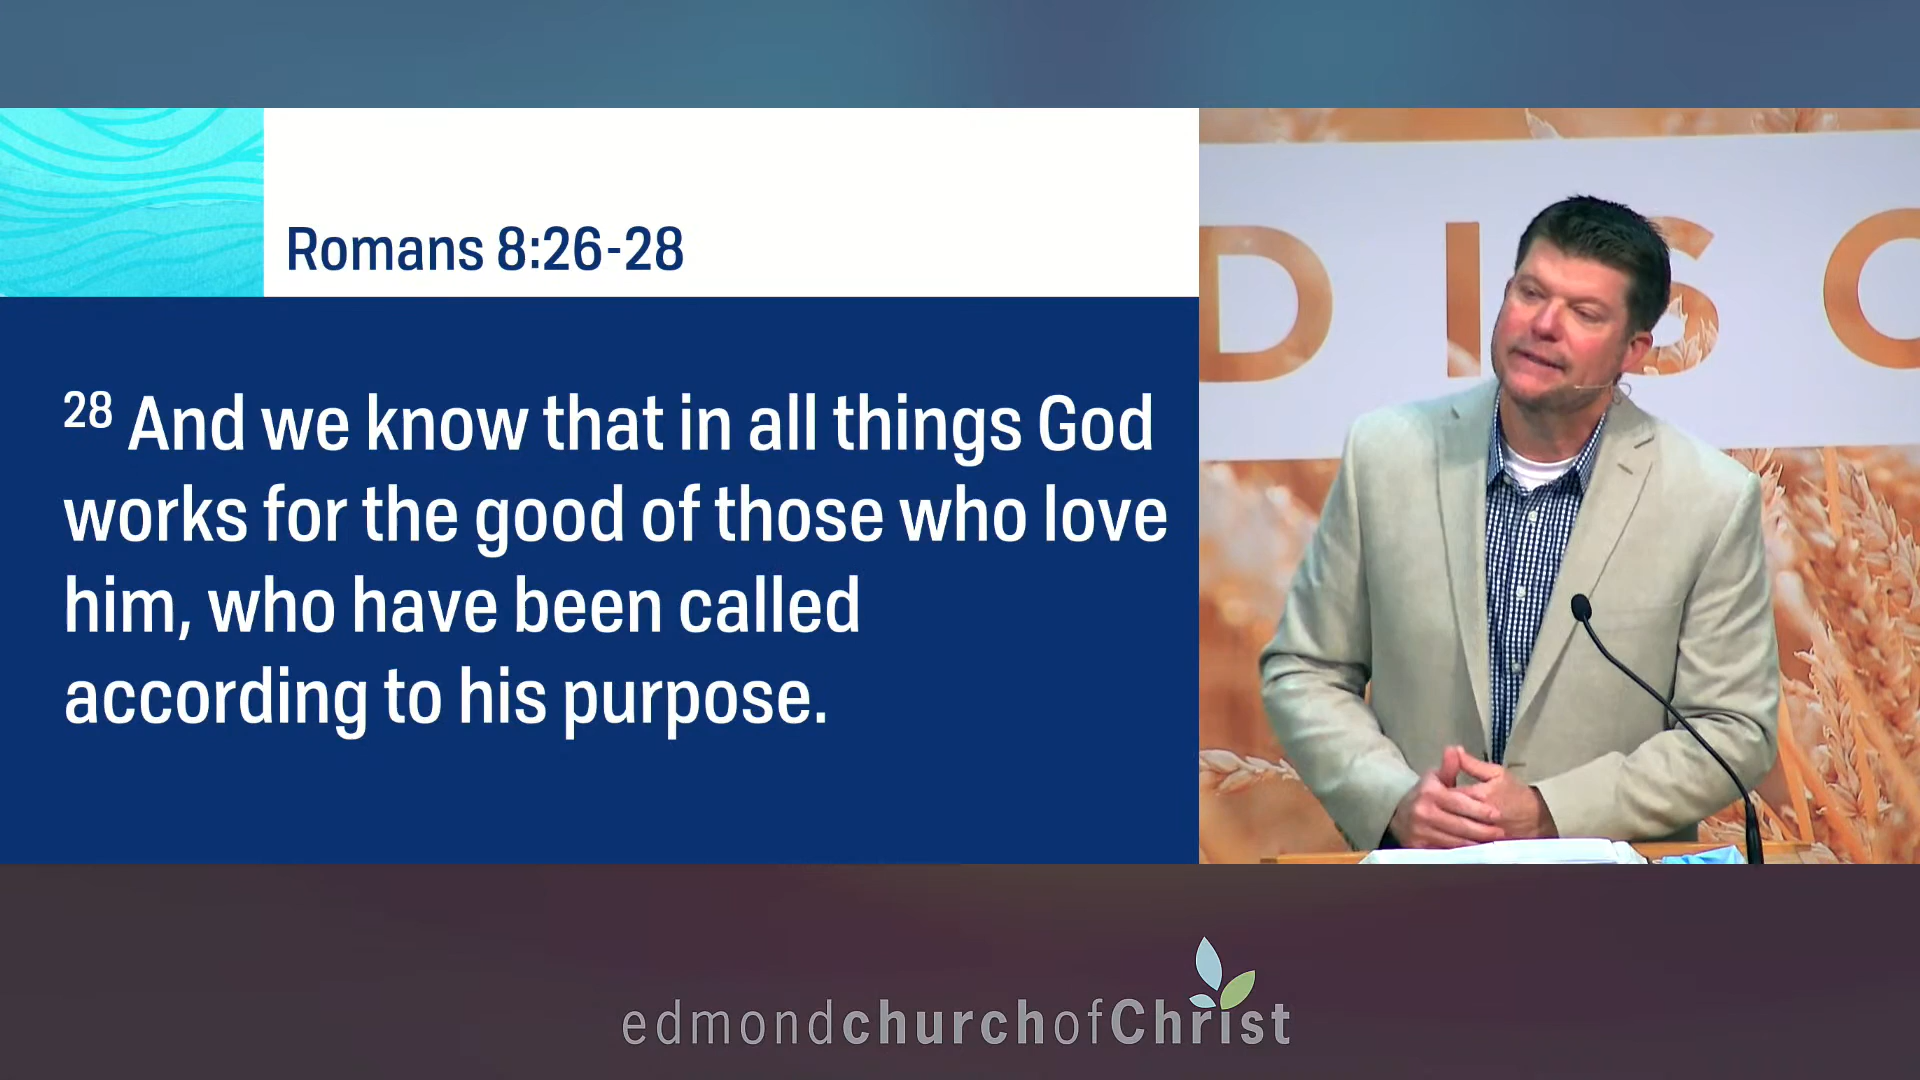 Romans 8:26-28
28 And we know that in all things God
works for the good of those who love
him, who have been called
according to his purpose.
DISC
edmondchurchofChrist